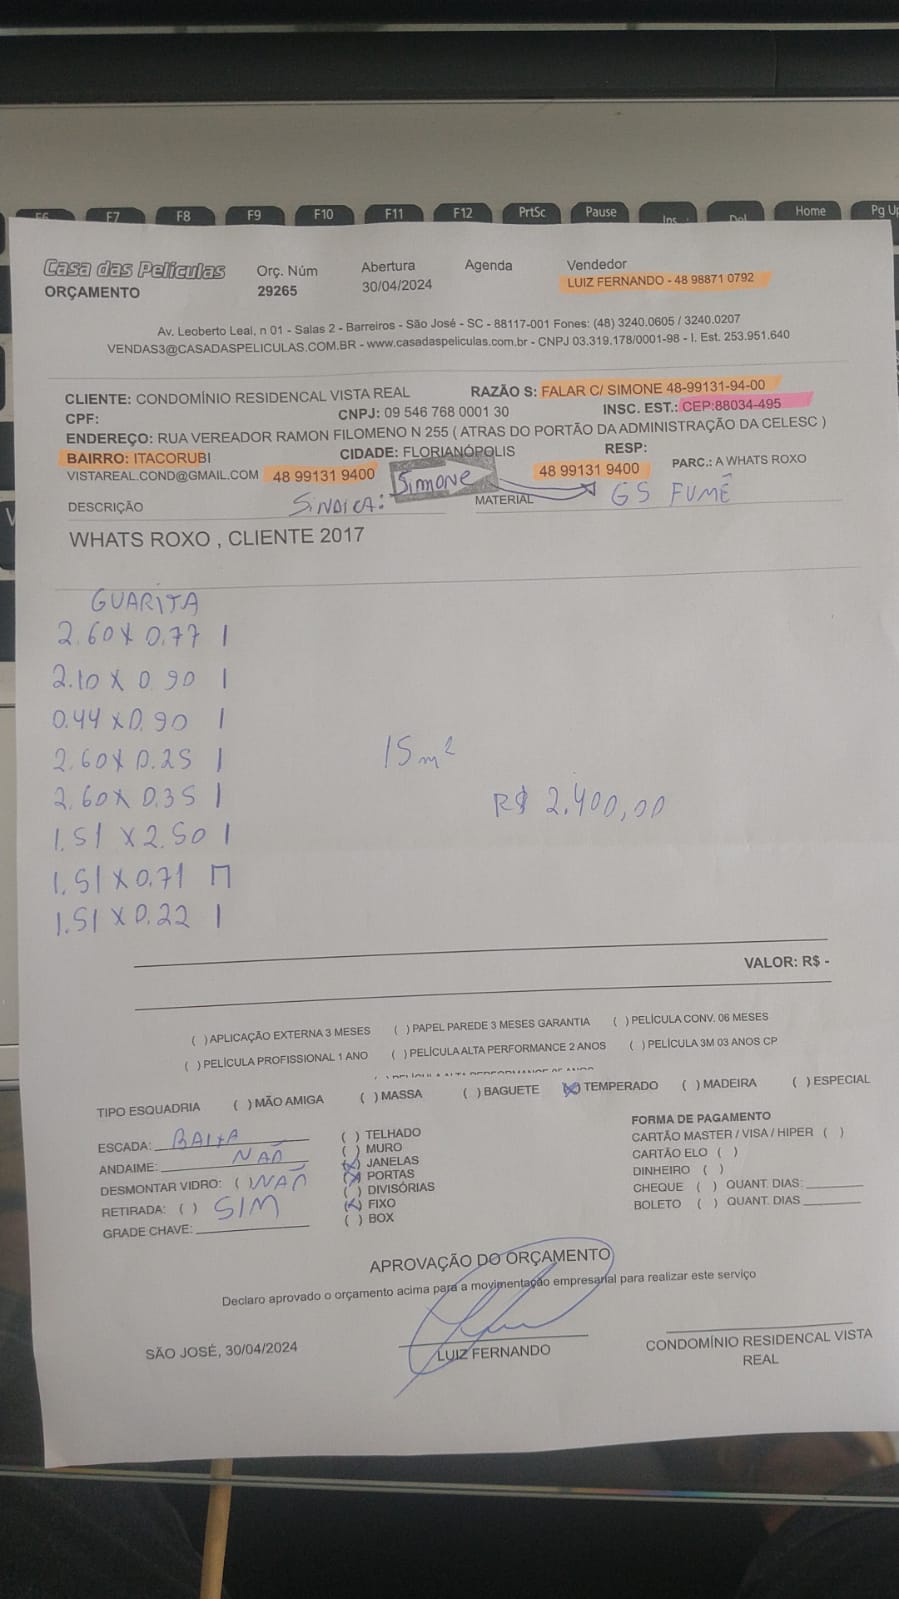 F6 F7 F8 F9 F10 F11 F12 PrtSc Pause Ins Del Home Pg Up
Casa das Películas
ORÇAMENTO
Orç. Núm
29265
Abertura
30/04/2024
Agenda
Vendedor
LUIZ FERNANDO - 48 98871 0792
Av. Leoberto Leal, n 01 - Salas 2 - Barreiros - São José - SC - 88117-001 Fones: (48) 3240.0605 / 3240.0207
VENDAS3@CASADASPELICULAS.COM.BR - www.casadaspeliculas.com.br - CNPJ 03.319.178/0001-98 - I. Est. 253.951.640
CLIENTE: CONDOMÍNIO RESIDENCAL VISTA REAL RAZÃO S: FALAR C/ SIMONE 48-99131-94-00
CPF: CNPJ: 09 546 768 0001 30 INSC. EST.: CEP:88034-495
ENDEREÇO: RUA VEREADOR RAMON FILOMENO N 255 ( ATRAS DO PORTÃO DA ADMINISTRAÇÃO DA CELESC )
BAIRRO: ITACORUBI CIDADE: FLORIANÓPOLIS RESP:
VISTAREAL.COND@GMAIL.COM 48 99131 9400 48 99131 9400 PARC.: A WHATS ROXO
DESCRIÇÃO SINDICA: Simone MATERIAL GS FUMÊ
WHATS ROXO , CLIENTE 2017
GUARITA
2.60 X 0.77 |
2.10 X 0.90 |
0.44 X 0.90 |
2.60 X 0.25 |
2.60 X 0.35 |
1.51 X 2.50 |
1.51 X 0.71 Π
1.51 X 0.22 |
15 m²
R$ 2.400,00
VALOR: R$ -
( ) APLICAÇÃO EXTERNA 3 MESES ( ) PAPEL PAREDE 3 MESES GARANTIA ( ) PELÍCULA CONV. 06 MESES
( ) PELÍCULA PROFISSIONAL 1 ANO ( ) PELÍCULA ALTA PERFORMANCE 2 ANOS ( ) PELÍCULA 3M 03 ANOS CP
TIPO ESQUADRIA ( ) MÃO AMIGA ( ) MASSA ( ) BAGUETE (X) TEMPERADO ( ) MADEIRA ( ) ESPECIAL
ESCADA: BAIXA
ANDAIME: NAÕ
DESMONTAR VIDRO: ( ) NAÕ
RETIRADA: ( ) SIM
GRADE CHAVE:
( ) TELHADO
( ) MURO
(X) JANELAS
(X) PORTAS
( ) DIVISÓRIAS
(X) FIXO
( ) BOX
FORMA DE PAGAMENTO
CARTÃO MASTER / VISA / HIPER ( )
CARTÃO ELO ( )
DINHEIRO ( )
CHEQUE ( ) QUANT. DIAS:
BOLETO ( ) QUANT. DIAS
APROVAÇÃO DO ORÇAMENTO
Declaro aprovado o orçamento acima para a movimentação empresarial para realizar este serviço
SÃO JOSÉ, 30/04/2024
LUIZ FERNANDO
CONDOMÍNIO RESIDENCAL VISTA
REAL